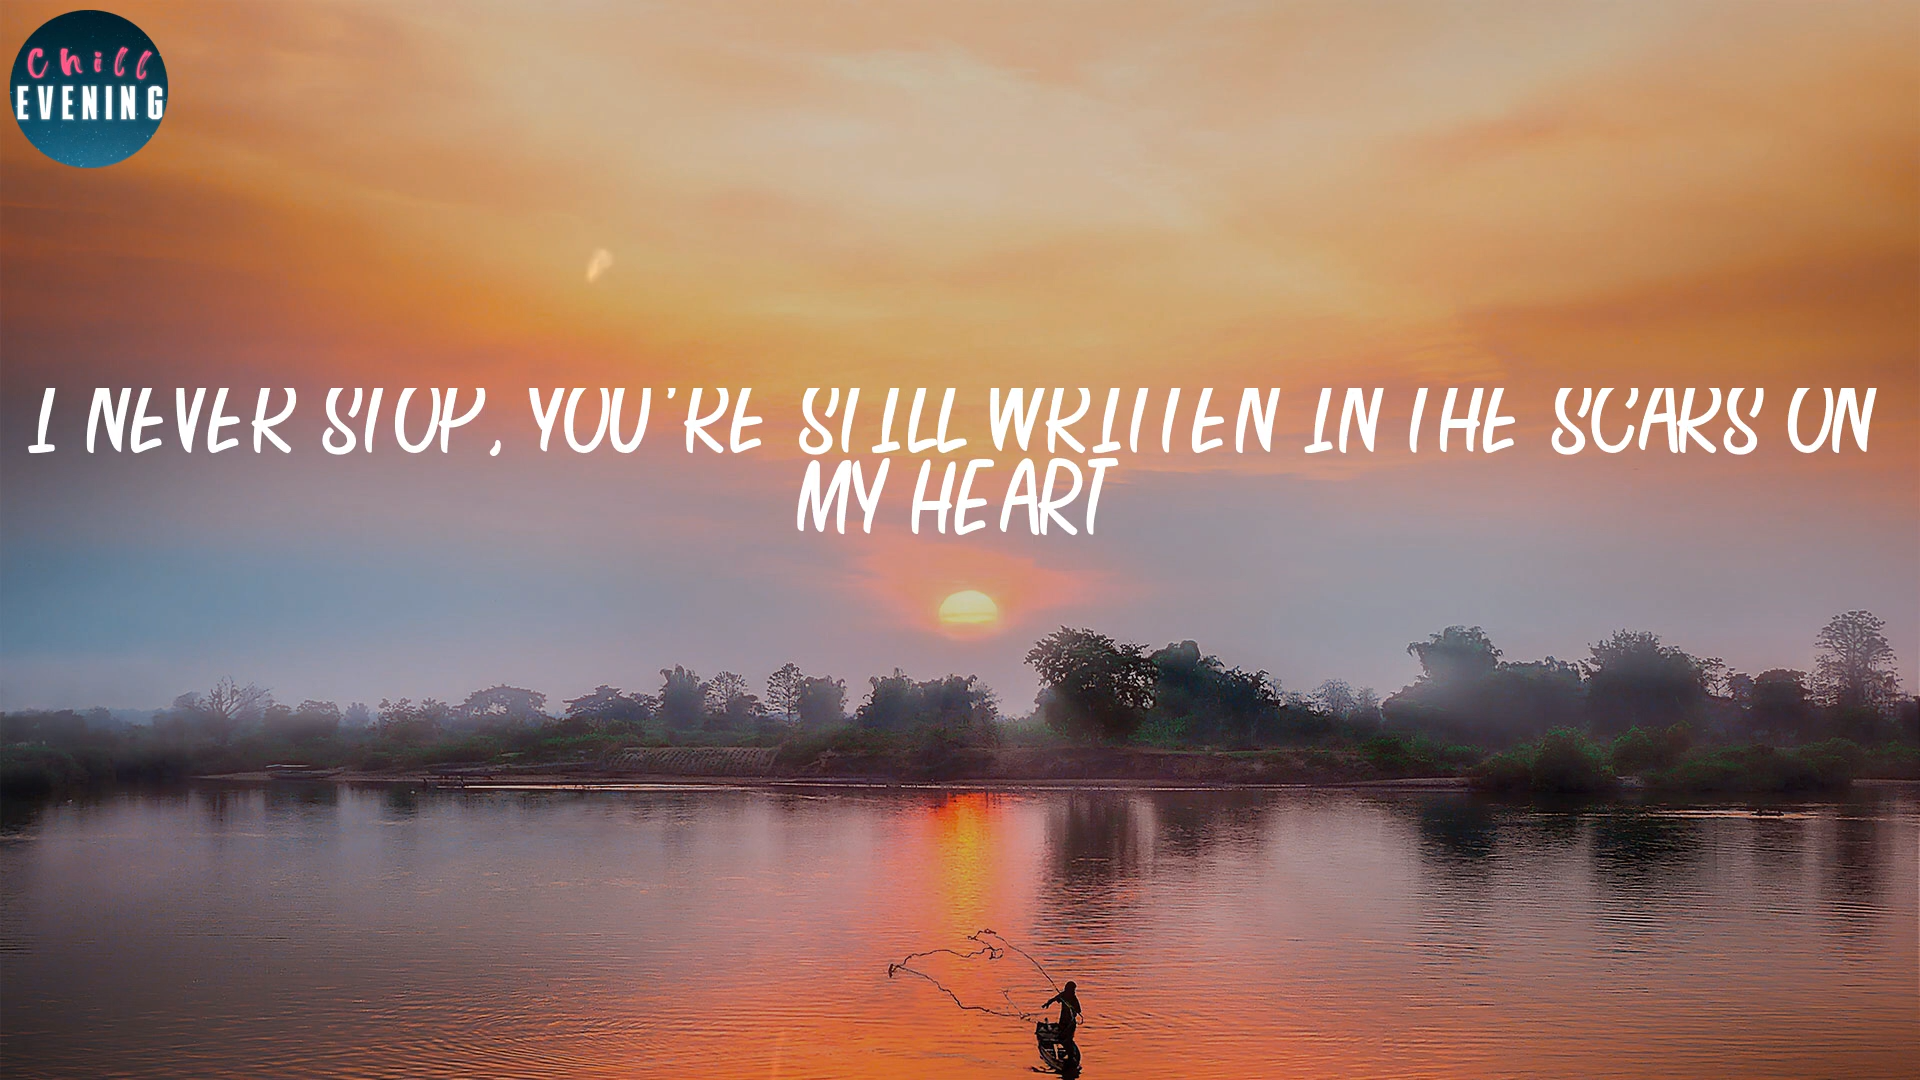 Chill
EVENING
I NEVER STOP, YOU'RE STILL WRITTEN IN THE SCARS ON
MY HEART